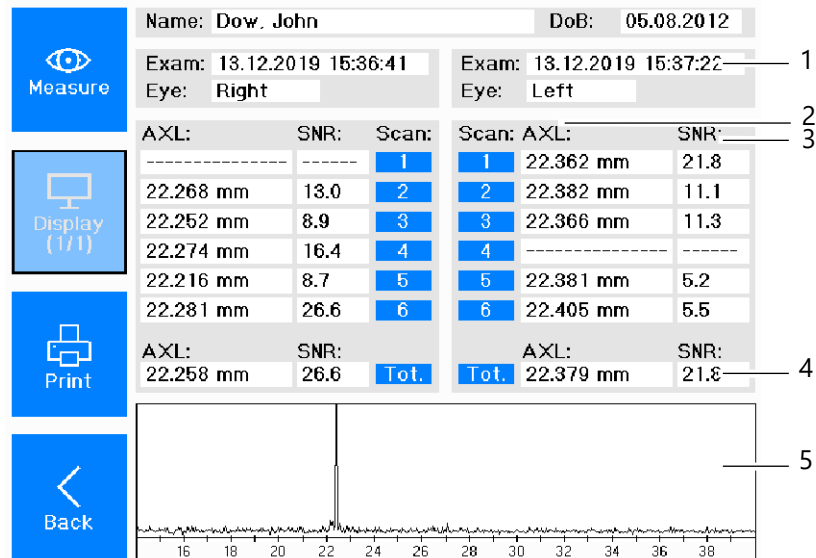 Name: Dow, John DoB: 05.08.2012
Measure
Exam: 13.12.2019 15:36:41 Exam: 13.12.2019 15:37:22 1
Eye: Right Eye: Left
2
AXL: SNR: Scan: Scan: AXL: SNR: 3
--------------- ------ 1 1 22.362 mm 21.8
22.268 mm 13.0 2 2 22.382 mm 11.1
Display
(1/1)
22.252 mm 8.9 3 3 22.366 mm 11.3
22.274 mm 16.4 4 4 --------------- ------
22.216 mm 8.7 5 5 22.381 mm 5.2
22.281 mm 26.6 6 6 22.405 mm 5.5
Print
AXL: SNR: AXL: SNR:
22.258 mm 26.6 Tot. Tot. 22.379 mm 21.8 4
5
Back
16 18 20 22 24 26 28 30 32 34 36 38